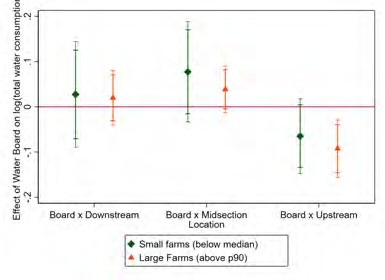 Effect of Water Board on log(total water consumption
.2
.1
0
-.1
-.2
Board x Downstream Board x Midsection Board x Upstream
Location
Small farms (below median)
Large Farms (above p90)